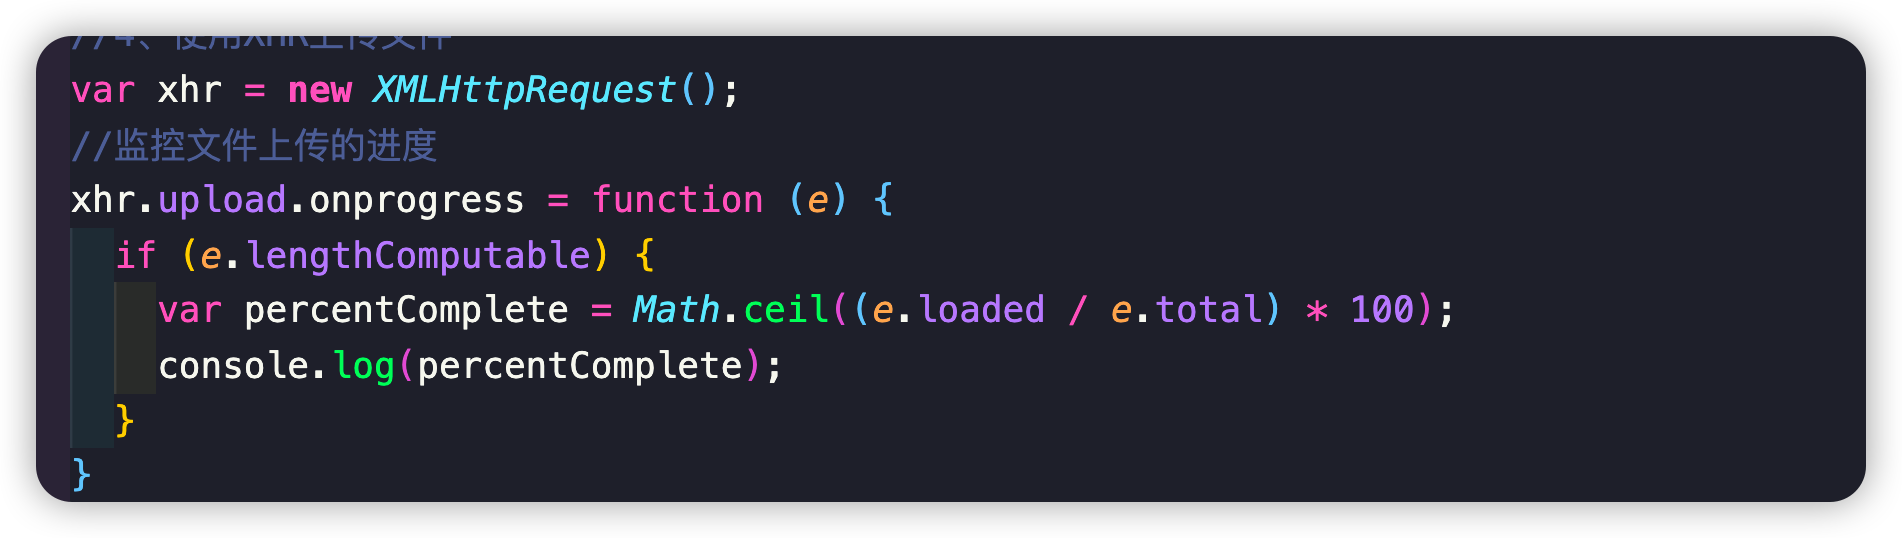 //4、使用XHR上传文件
var xhr = new XMLHttpRequest();
//监控文件上传的进度
xhr.upload.onprogress = function (e) {
  if (e.lengthComputable) {
    var percentComplete = Math.ceil((e.loaded / e.total) * 100);
    console.log(percentComplete);
  }
}